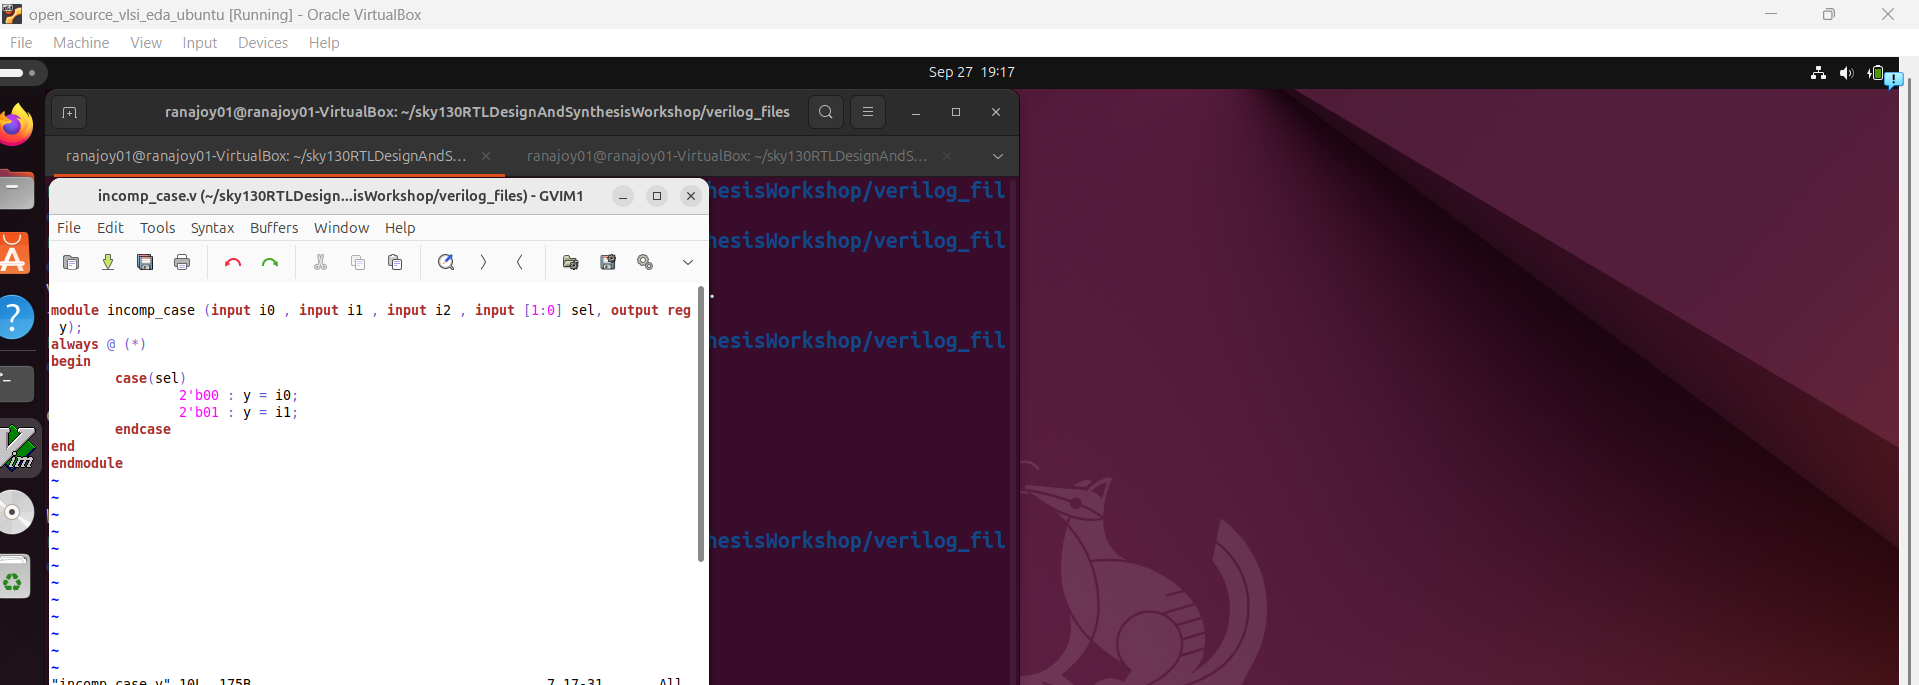 open_source_vlsi_eda_ubuntu [Running] - Oracle VirtualBox
File Machine View Input Devices Help
Sep 27 19:17
ranajoy01@ranajoy01-VirtualBox: ~/sky130RTLDesignAndSynthesisWorkshop/verilog_files
ranajoy01@ranajoy01-VirtualBox: ~/sky130RTLDesignAndS... ranajoy01@ranajoy01-VirtualBox: ~/sky130RTLDesignAndS...
incomp_case.v (~/sky130RTLDesign...isWorkshop/verilog_files) - GVIM1
hesisWorkshop/verilog_fil
File Edit Tools Syntax Buffers Window Help
hesisWorkshop/verilog_fil
module incomp_case (input i0 , input i1 , input i2 , input [1:0] sel, output reg
y);
always @ (*)
begin
case(sel)
2'b00 : y = i0;
2'b01 : y = i1;
endcase
end
endmodule
hesisWorkshop/verilog_fil
~
~
~
~
~
~
~
~
~
~
~
~
hesisWorkshop/verilog_fil
"incomp_case.v" 10L, 175B 7,17-31 All